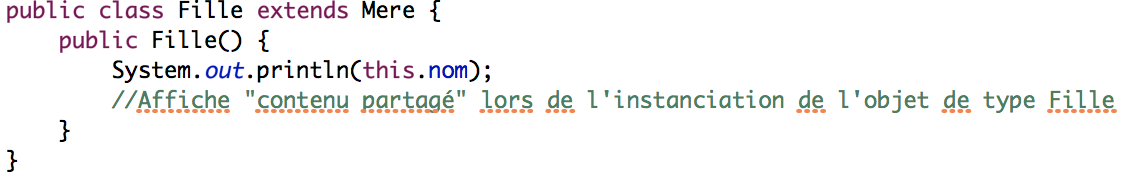 public class Fille extends Mere {
public Fille() {
System.out.println(this.nom);
//Affiche "contenu partagé" lors de l'instanciation de l'objet de type Fille
}
}